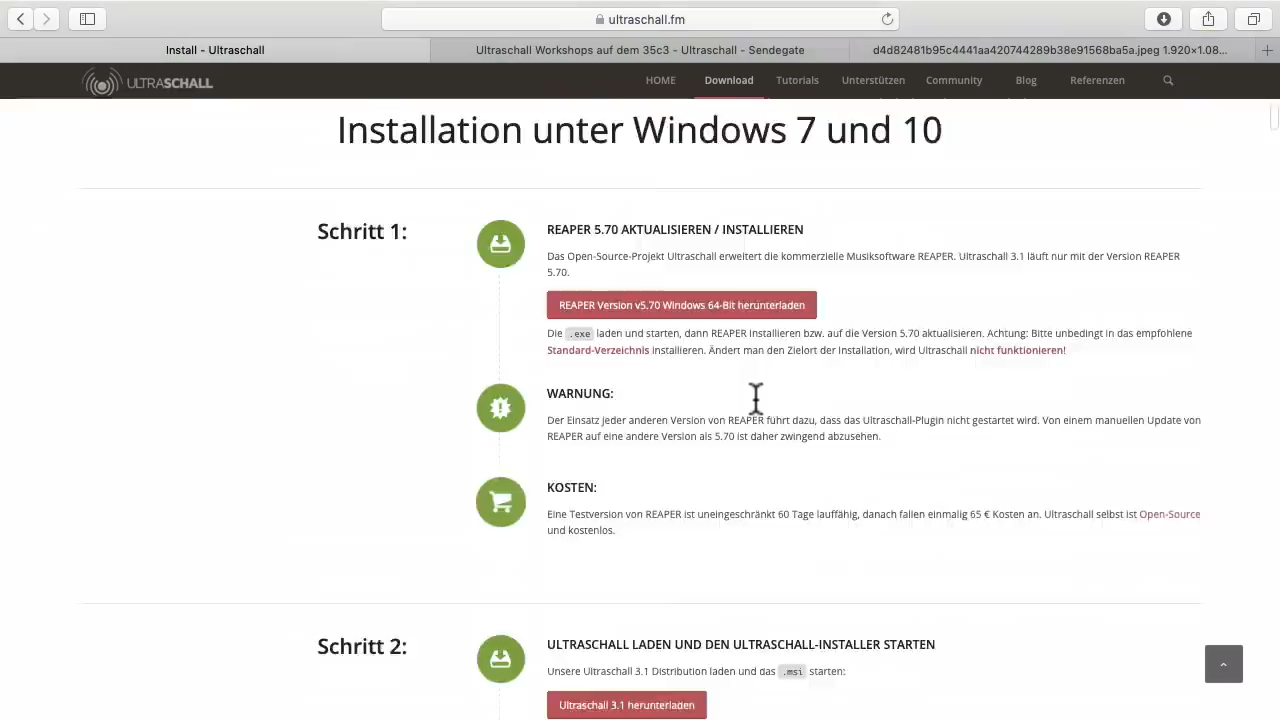 ultraschall.fm
Install - Ultraschall
Ultraschall Workshops auf dem 35c3 - Ultraschall - Sendegate
d4d82481b95c4441aa420744289b38e91568ba5a.jpeg 1.920×1.08...
ULTRASCHALL
HOME
Download
Tutorials
Unterstützen
Community
Blog
Referenzen
Installation unter Windows 7 und 10
Schritt 1:
REAPER 5.70 AKTUALISIEREN / INSTALLIEREN
Das Open-Source-Projekt Ultraschall erweitert die kommerzielle Musiksoftware REAPER. Ultraschall 3.1 läuft nur mit der Version REAPER
5.70.
REAPER Version v5.70 Windows 64-Bit herunterladen
Die .exe laden und starten, dann REAPER installieren bzw. auf die Version 5.70 aktualisieren. Achtung: Bitte unbedingt in das empfohlene
Standard-Verzeichnis installieren. Ändert man den Zielort der Installation, wird Ultraschall nicht funktionieren!
WARNUNG:
Der Einsatz jeder anderen Version von REAPER führt dazu, dass das Ultraschall-Plugin nicht gestartet wird. Von einem manuellen Update von
REAPER auf eine andere Version als 5.70 ist daher zwingend abzusehen.
KOSTEN:
Eine Testversion von REAPER ist uneingeschränkt 60 Tage lauffähig, danach fallen einmalig 65 € Kosten an. Ultraschall selbst ist Open-Source
und kostenlos.
Schritt 2:
ULTRASCHALL LADEN UND DEN ULTRASCHALL-INSTALLER STARTEN
Unsere Ultraschall 3.1 Distribution laden und das .msi starten:
Ultraschall 3.1 herunterladen